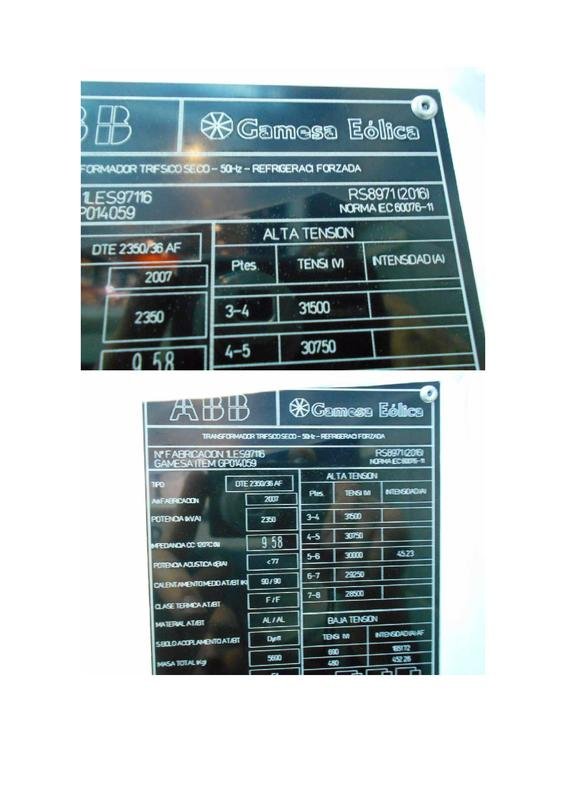 BB Gamesa Eólica
FORMADOR TRIFSICO SECO - 50Hz - REFRIGERACI FORZADA
1LES97116 RS8971 (2016)
P014059 NORMA IEC 60076-11
DTE 2350/36 AF ALTA TENSION
2007 Ptes. TENSI (V) INTENSIDAD (A)
2350 3-4 31500
9.58 4-5 30750
ABB Gamesa Eólica
TRANSFORMADOR TRIFSICO SECO - 50Hz - REFRIGERACI FORZADA
Nº FABRICACION 1LES97116 RS8971 (2016)
GAMESA ITEM GP014059 NORMA IEC 60076-11
TIPO DTE 2350/36 AF ALTA TENSION
FABRICACION 2007 Ptes. TENSI (V) INTENSIDAD (A)
POTENCIA (kVA) 2350 3-4 31500
4-5 30750
IMPEDANCIA CC 120ºC (%) 9.58 5-6 30000 45.23
POTENCIA ACUSTICA (dBA) <77 6-7 29250
CALENTAMIENTO MEDIO AT/BT (K) 90 / 90 7-8 28500
CLASE TERMICA AT/BT F / F
MATERIAL AT/BT AL / AL BAJA TENSION
SBOLO ACOPLAMIENTO AT/BT Dyn11 TENSI (V) INTENSIDAD (A) AF
MASA TOTAL (Kg) 5690 690
480 452.26